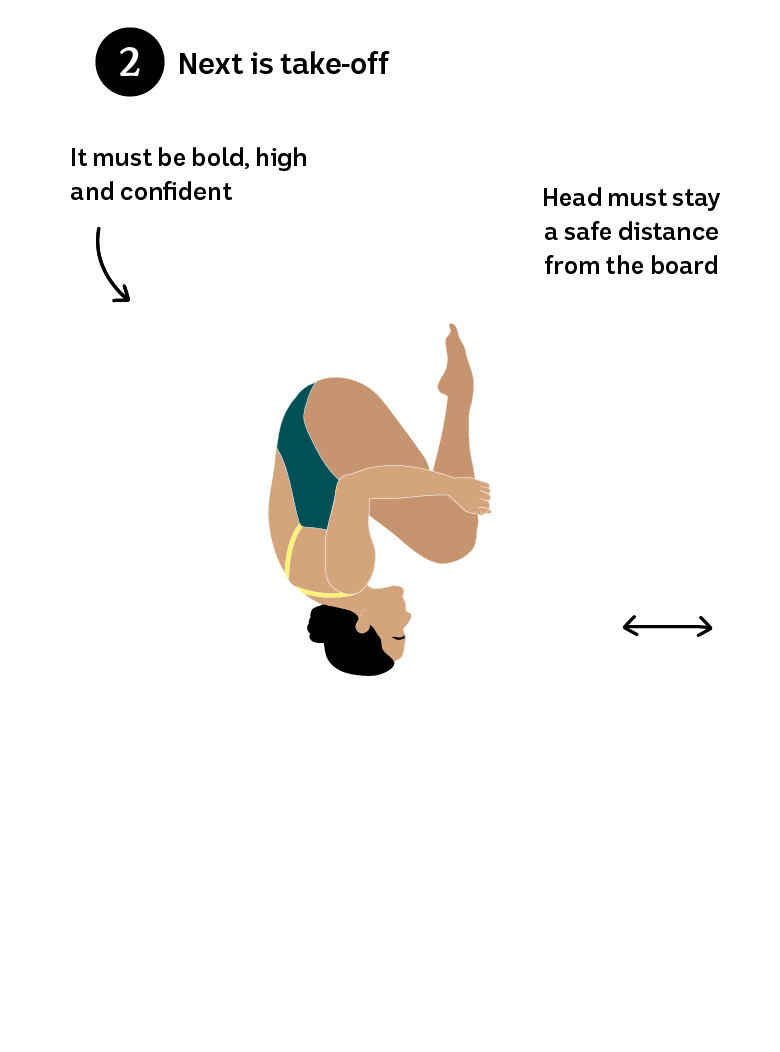 2 Next is take-off
It must be bold, high
and confident
Head must stay
a safe distance
from the board